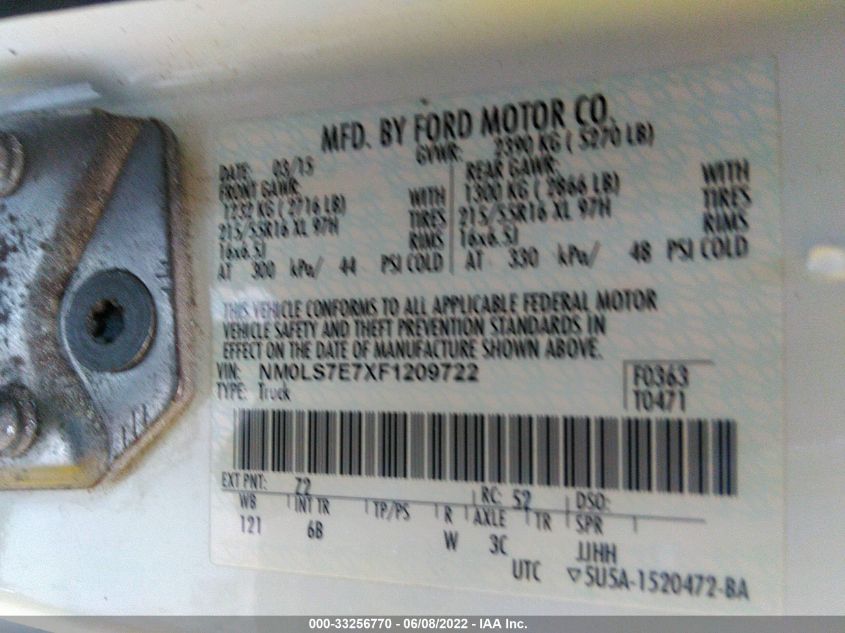 MFD. BY FORD MOTOR CO.
DATE: 03/15 GVWR: 2390 KG ( 5270 LB)
FRONT GAWR: REAR GAWR:
1232 KG ( 2716 LB) WITH 1300 KG ( 2866 LB) WITH
215/55R16 XL 97H TIRES 215/55R16 XL 97H TIRES
16x6.5J RIMS 16x6.5J RIMS
AT 300 kPa/ 44 PSI COLD AT 330 kPa/ 48 PSI COLD
THIS VEHICLE CONFORMS TO ALL APPLICABLE FEDERAL MOTOR
VEHICLE SAFETY AND THEFT PREVENTION STANDARDS IN
EFFECT ON THE DATE OF MANUFACTURE SHOWN ABOVE.
VIN: NM0LS7E7XF1209722 F0363
TYPE: Truck T0471
EXT PNT: Z2 RC: 52 DSO:
WB INT TR TP/PS R AXLE TR SPR
121 6B W 3C JJHH
UTC ▽5U5A-1520472-BA
000-33256770 - 06/08/2022 - IAA Inc.